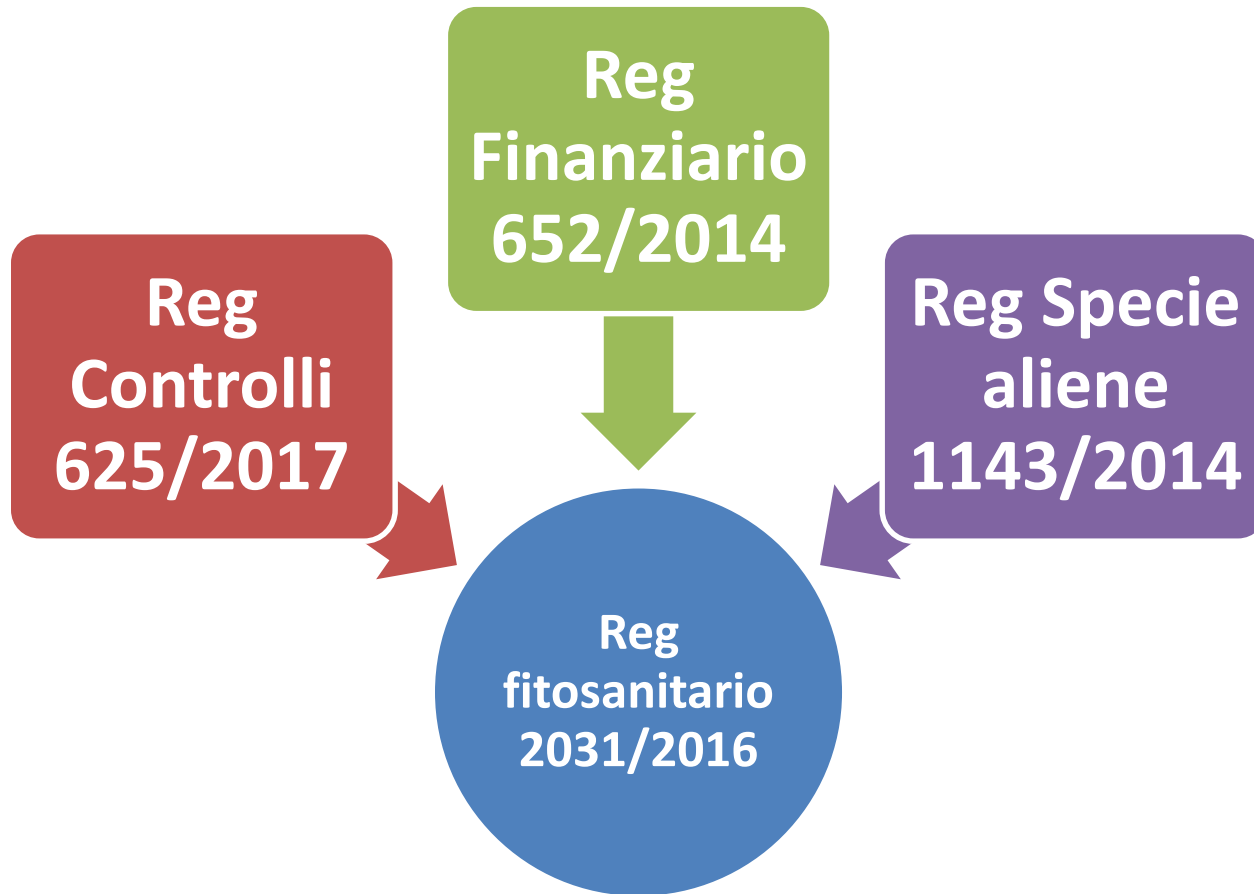 Reg
Finanziario
652/2014
Reg
Controlli
625/2017
Reg Specie
aliene
1143/2014
Reg
fitosanitario
2031/2016